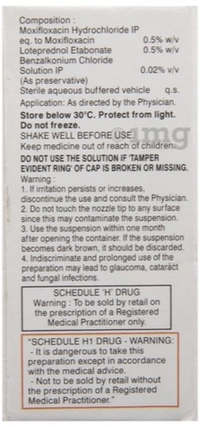 Composition :
Moxifloxacin Hydrochloride IP
eq. to Moxifloxacin 0.5% w/v
Loteprednol Etabonate 0.5% w/v
Benzalkonium Chloride
Solution IP 0.02% v/v
(As preservative)
Sterile aqueous buffered vehicle q.s.
Application: As directed by the Physician.
Store below 30°C. Protect from light.
Do not freeze.
SHAKE WELL BEFORE USE
Keep medicine out of reach of children.
DO NOT USE THE SOLUTION IF 'TAMPER
EVIDENT RING' OF CAP IS BROKEN OR MISSING.
Warning :
1. If irritation persists or increases,
discontinue the use and consult the Physician.
2. Do not touch the nozzle tip to any surface
since this may contaminate the suspension.
3. Use the suspension within one month
after opening the container. If the suspension
becomes dark brown, it should be discarded.
4. Indiscriminate and prolonged use of the
preparation may lead to glaucoma, cataract
and fungal infections.
SCHEDULE 'H' DRUG
Warning : To be sold by retail on
the prescription of a Registered
Medical Practitioner only.
"SCHEDULE H1 DRUG - WARNING:
- It is dangerous to take this
preparation except in accordance
with the medical advice.
- Not to be sold by retail without
the prescription of a Registered
Medical Practitioner."